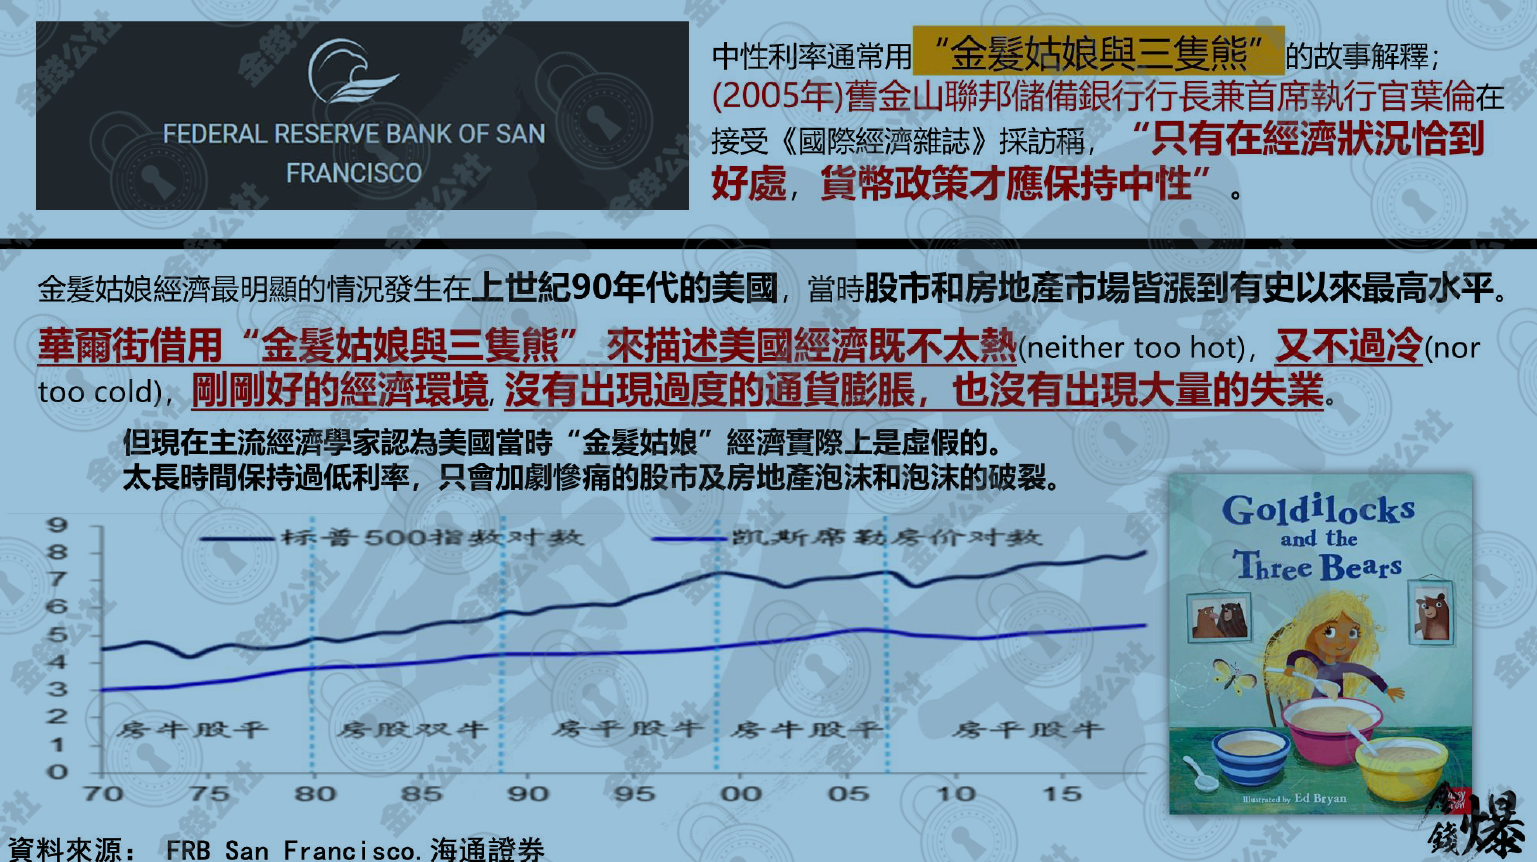 FEDERAL RESERVE BANK OF SAN
FRANCISCO
中性利率通常用“金髮姑娘與三隻熊”的故事解釋；
(2005年)舊金山聯邦儲備銀行行長兼首席執行官葉倫在
接受《國際經濟雜誌》採訪稱，“只有在經濟狀況恰到
好處，貨幣政策才應保持中性”。
金髮姑娘經濟最明顯的情況發生在上世紀90年代的美國，當時股市和房地產市場皆漲到有史以來最高水平。
華爾街借用“金髮姑娘與三隻熊” 來描述美國經濟既不太熱(neither too hot)，又不過冷(nor
too cold)，剛剛好的經濟環境,沒有出現過度的通貨膨脹，也沒有出現大量的失業。
但現在主流經濟學家認為美國當時“金髮姑娘”經濟實際上是虛假的。
太長時間保持過低利率，只會加劇慘痛的股市及房地產泡沫和泡沫的破裂。
标普500指数对数 凯斯席勒房价对数
9
8
7
6
5
4
3
2
1
0
房牛股平 房股双牛 房平股牛 房牛股平 房平股牛
70 75 80 85 90 95 00 05 10 15
Goldilocks
and the
Three Bears
Illustrated by Ed Bryan
金錢爆
資料來源： FRB San Francisco.海通證券